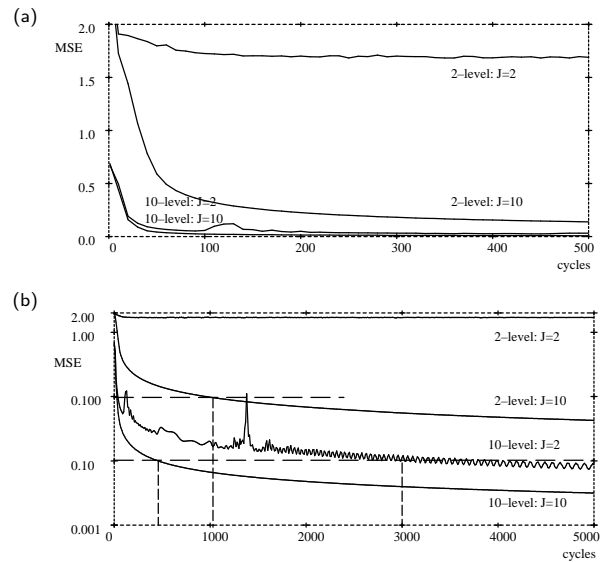 (a)
2.0
MSE
2–level: J=2
1.5
1.0
0.5
10–level: J=2
2–level: J=10
10–level: J=10
0.0
0 100 200 300 400 500
cycles
(b)
2.00
1.00
2–level: J=2
MSE
0.100
2–level: J=10
10–level: J=2
0.10
10–level: J=10
0.001
0 1000 2000 3000 4000 5000
cycles